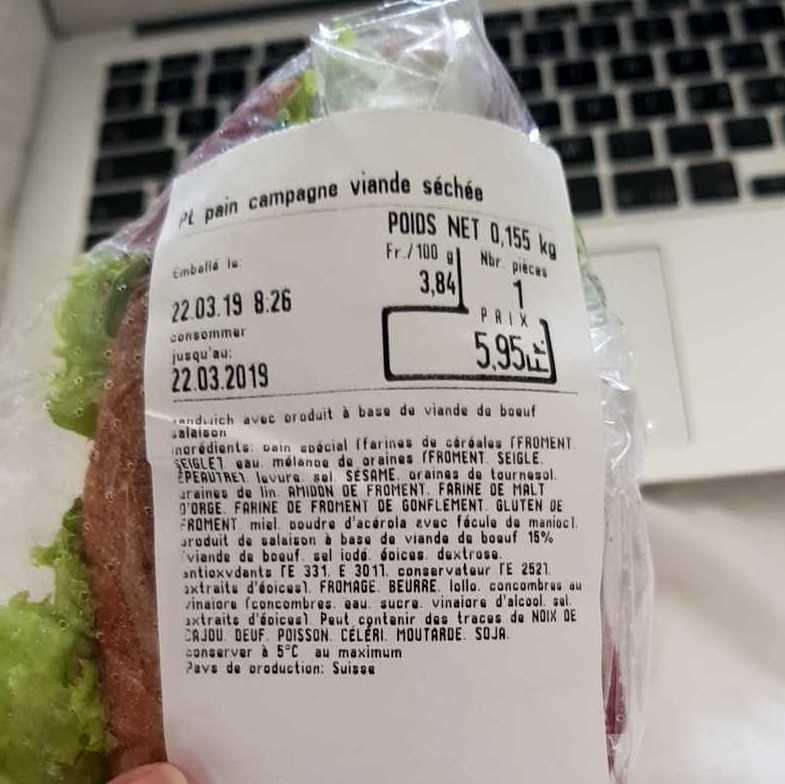 Pt pain campagne viande séchée
POIDS NET 0,155 kg
Fr./100 g Nbr. pièces
3,84 1
Emballé le:
22.03.19 8:26
PRIX
5.95 Fr.
consommer
jusqu'au:
22.03.2019
sandwich avec produit à base de viande de boeuf
salaison
ingrédients: pain spécial [farines de céréales [FROMENT.
SEIGLE]. eau. mélange de graines [FROMENT. SEIGLE.
ÉPEAUTRE]. levure. sel. SÉSAME. graines de tournesol.
graines de lin. AMIDON DE FROMENT. FARINE DE MALT
D'ORGE. FARINE DE FROMENT DE GONFLEMENT. GLUTEN DE
FROMENT. miel. poudre d'acérola avec fécule de manioc].
produit de salaison à base de viande de boeuf 15%
[viande de boeuf. sel iodé. épices. dextrose.
antioxydants [E 331. E 301]. conservateur [E 252].
extraits d'épices]. FROMAGE. BEURRE. lollo. concombres au
vinaigre [concombres. eau. sucre. vinaigre d'alcool. sel.
extraits d'épices]. Peut contenir des traces de NOIX DE
CAJOU. OEUF. POISSON. CÉLERI. MOUTARDE. SOJA.
conserver à 5°C au maximum
Pays de production: Suisse